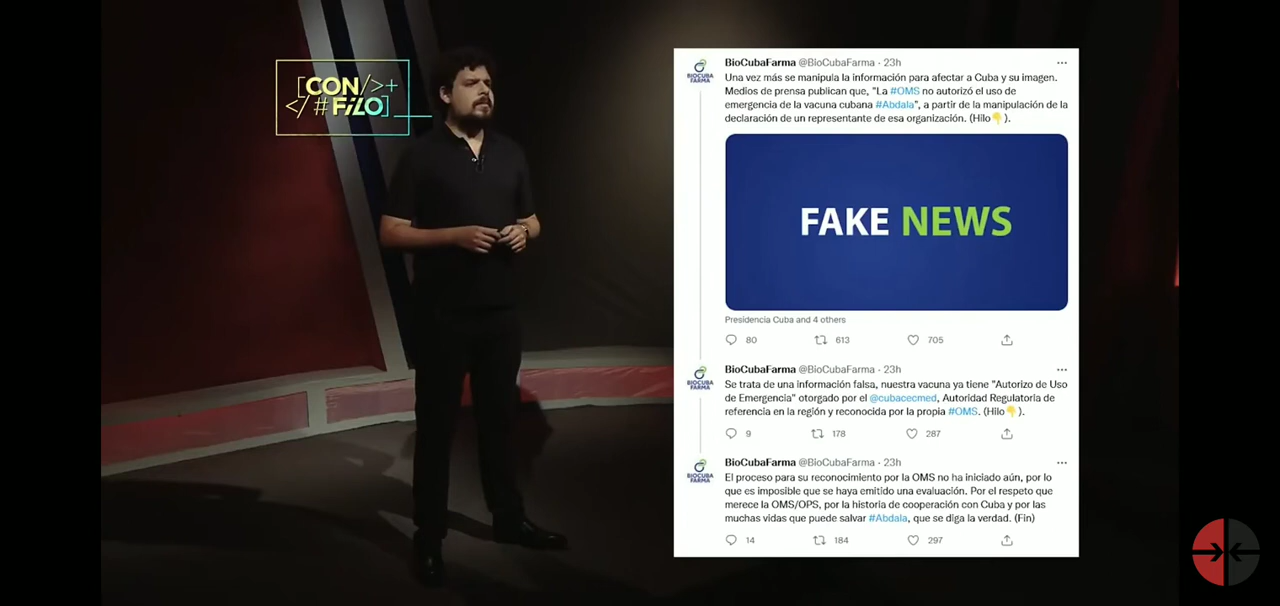 [CON/>+
</#FiLO]
BioCubaFarma @BioCubaFarma · 23h
Una vez más se manipula la información para afectar a Cuba y su imagen.
Medios de prensa publican que, "La #OMS no autorizó el uso de
emergencia de la vacuna cubana #Abdala", a partir de la manipulación de la
declaración de un representante de esa organización. (Hilo👇).
BIOCUBA
FARMA
FAKE NEWS
Presidencia Cuba and 4 others
80 613 705
BioCubaFarma @BioCubaFarma · 23h
Se trata de una información falsa, nuestra vacuna ya tiene "Autorizo de Uso
de Emergencia" otorgado por el @cubacecmed, Autoridad Regulatoria de
referencia en la región y reconocida por la propia #OMS. (Hilo👇).
BIOCUBA
FARMA
9 178 287
BioCubaFarma @BioCubaFarma · 23h
El proceso para su reconocimiento por la OMS no ha iniciado aún, por lo
que es imposible que se haya emitido una evaluación. Por el respeto que
merece la OMS/OPS, por la historia de cooperación con Cuba y por las
muchas vidas que puede salvar #Abdala, que se diga la verdad. (Fin)
BIOCUBA
FARMA
14 184 297